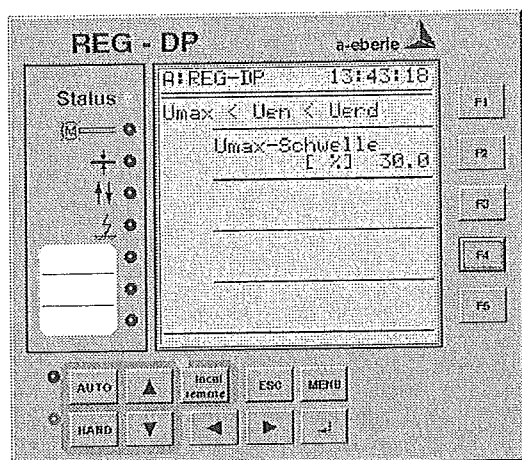 REG - DP
a-eberle
Status
M
A:REG-DP 13:43:18
Umax < Uen < Uerd
Umax-Schwelle
[ %] 30.0
F1
F2
F3
F4
F5
AUTO
local
remote
ESC
MENU
HAND